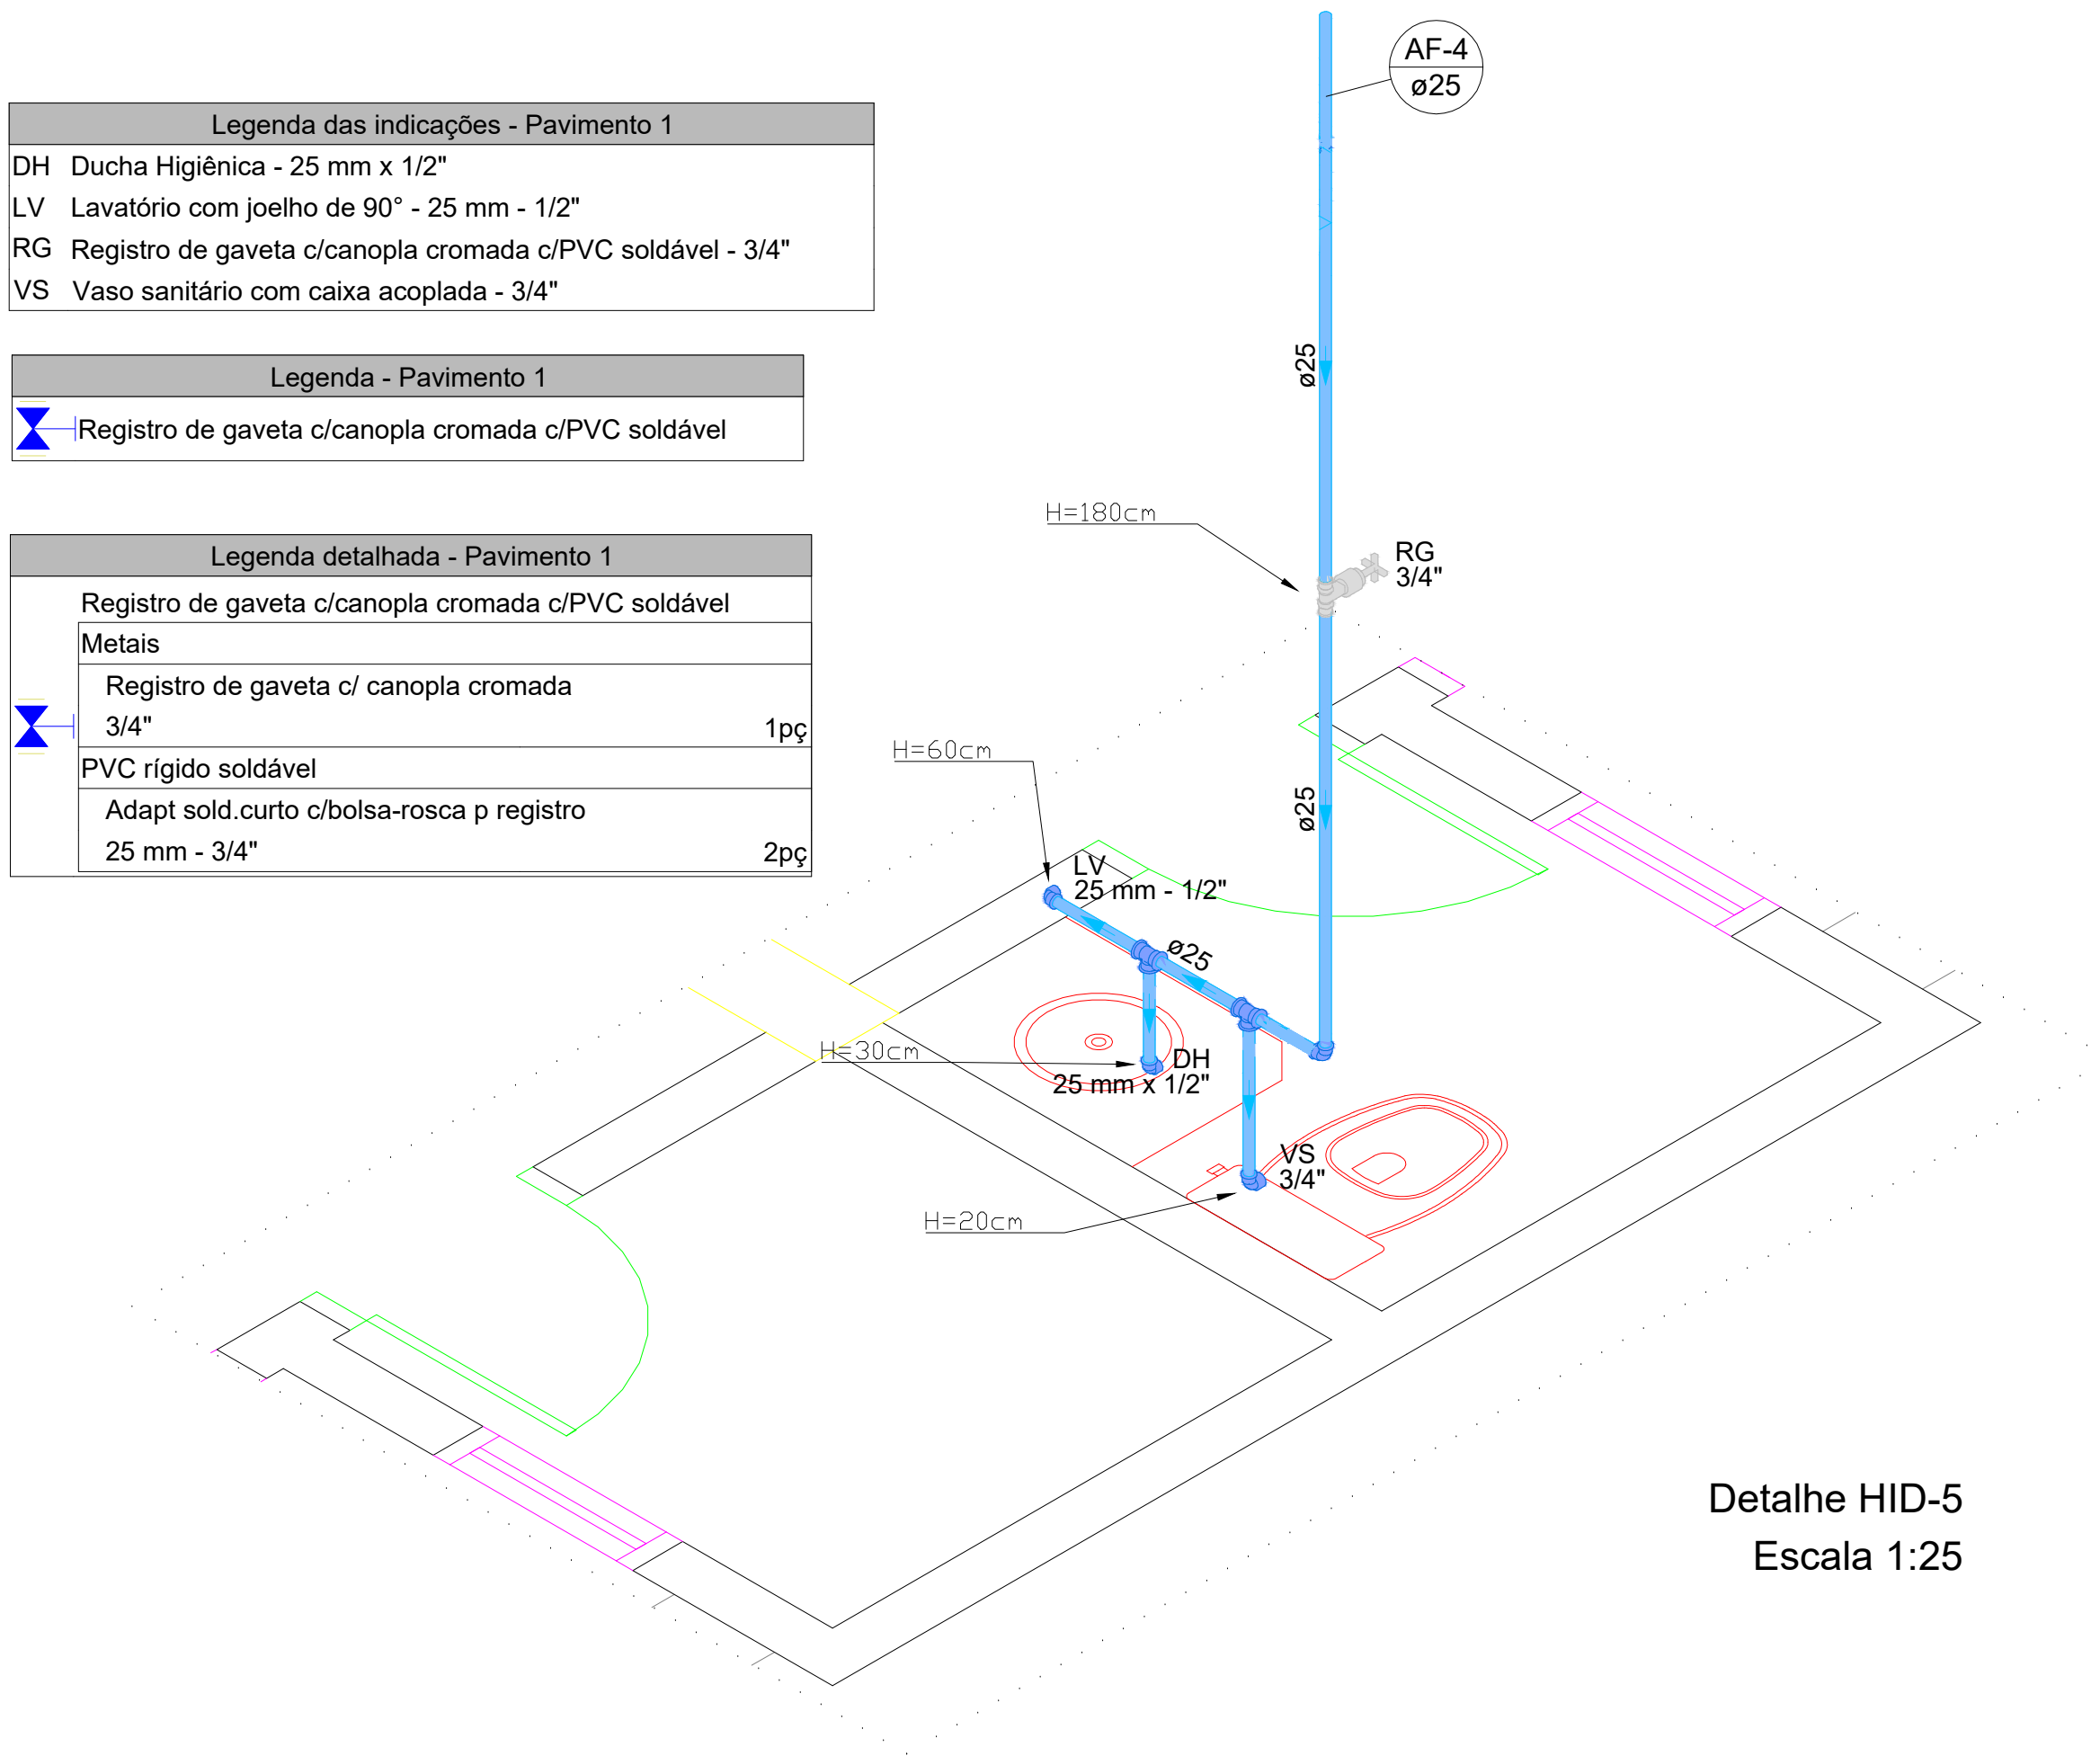 Legenda das indicações - Pavimento 1
DH Ducha Higiênica - 25 mm x 1/2"
LV Lavatório com joelho de 90° - 25 mm - 1/2"
RG Registro de gaveta c/canopla cromada c/PVC soldável - 3/4"
VS Vaso sanitário com caixa acoplada - 3/4"
Legenda - Pavimento 1
Registro de gaveta c/canopla cromada c/PVC soldável
Legenda detalhada - Pavimento 1
Registro de gaveta c/canopla cromada c/PVC soldável
Metais
Registro de gaveta c/ canopla cromada
3/4" 1pç
PVC rígido soldável
Adapt sold.curto c/bolsa-rosca p registro
25 mm - 3/4" 2pç
AF-4
ø25
ø25
H=180cm
RG
3/4"
H=60cm
ø25
LV
25 mm - 1/2"
ø25
H=30cm
DH
25 mm x 1/2"
VS
3/4"
H=20cm
Detalhe HID-5
Escala 1:25